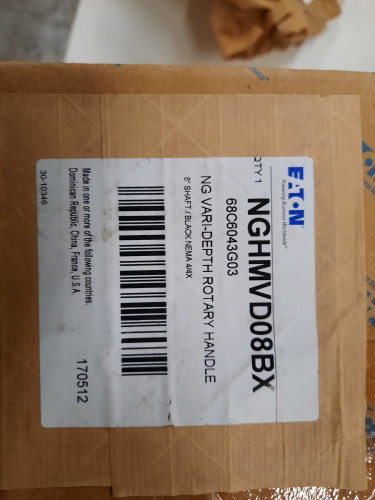 EATON
Powering Business Worldwide
QTY 1
NGHMVD08BX
68C6043G03
NG VARI-DEPTH ROTARY HANDLE
8" SHAFT / BLACK NEMA 4/4X
Made in one or more of the following countries:
Dominican Republic, China, France, U.S.A.
170512
30-10346